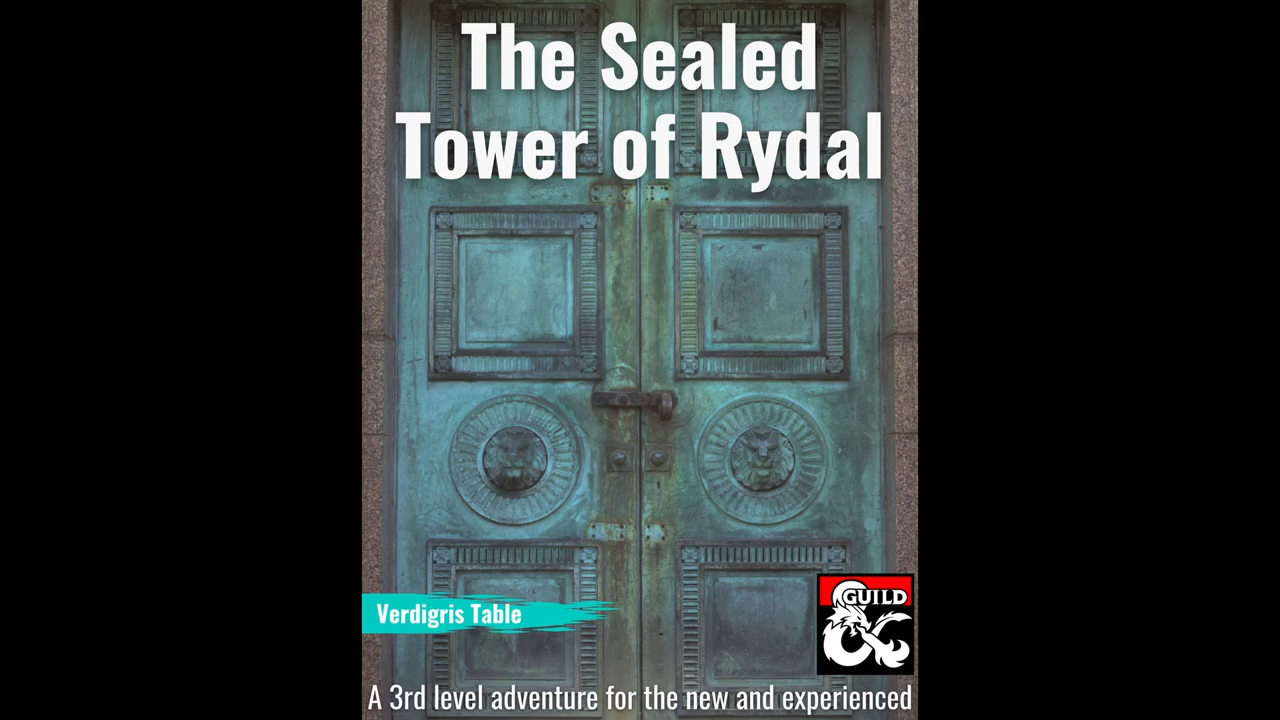 The Sealed
Tower of Rydal
Verdigris Table
GUILD
A 3rd level adventure for the new and experienced